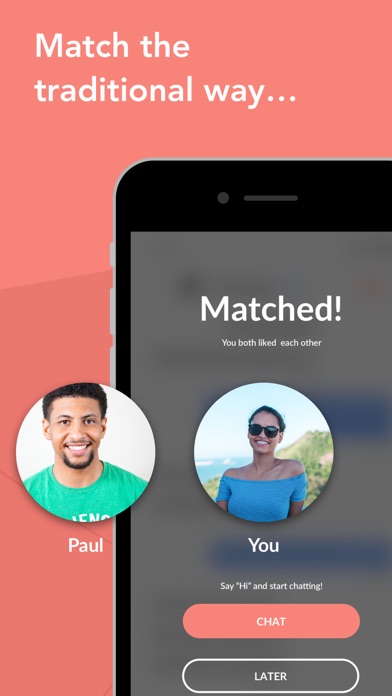 Match the
traditional way…
Matched!
You both liked  each other
Paul
You
Say “Hi” and start chatting!
CHAT
LATER